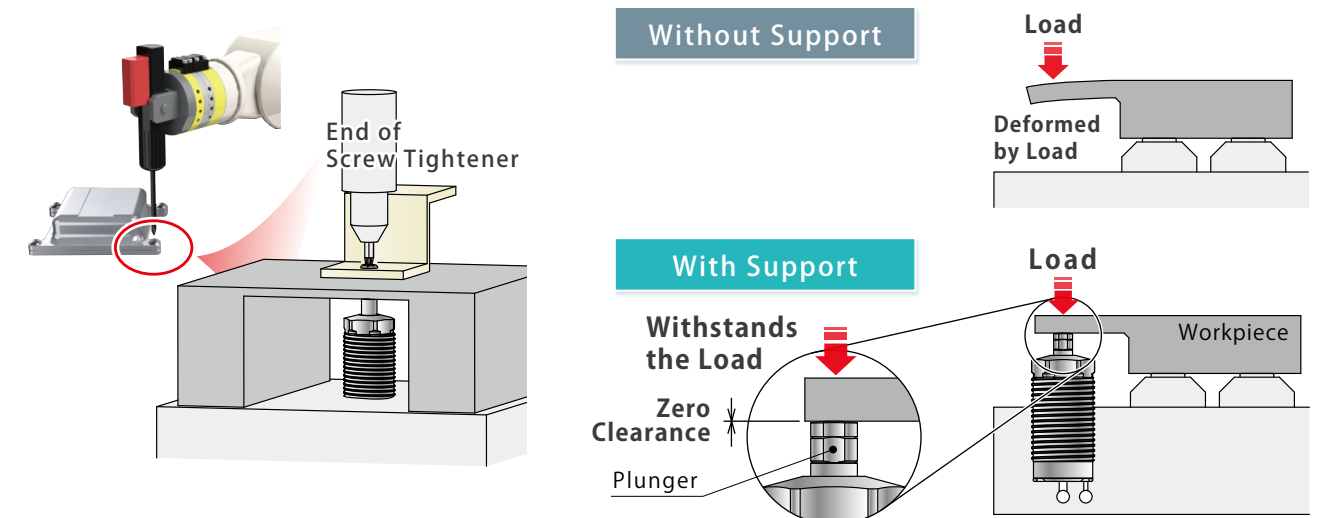 End of
Screw Tightener
Without Support
Load
Deformed
by Load
With Support
Load
Withstands
the Load
Zero
Clearance
Plunger
Workpiece